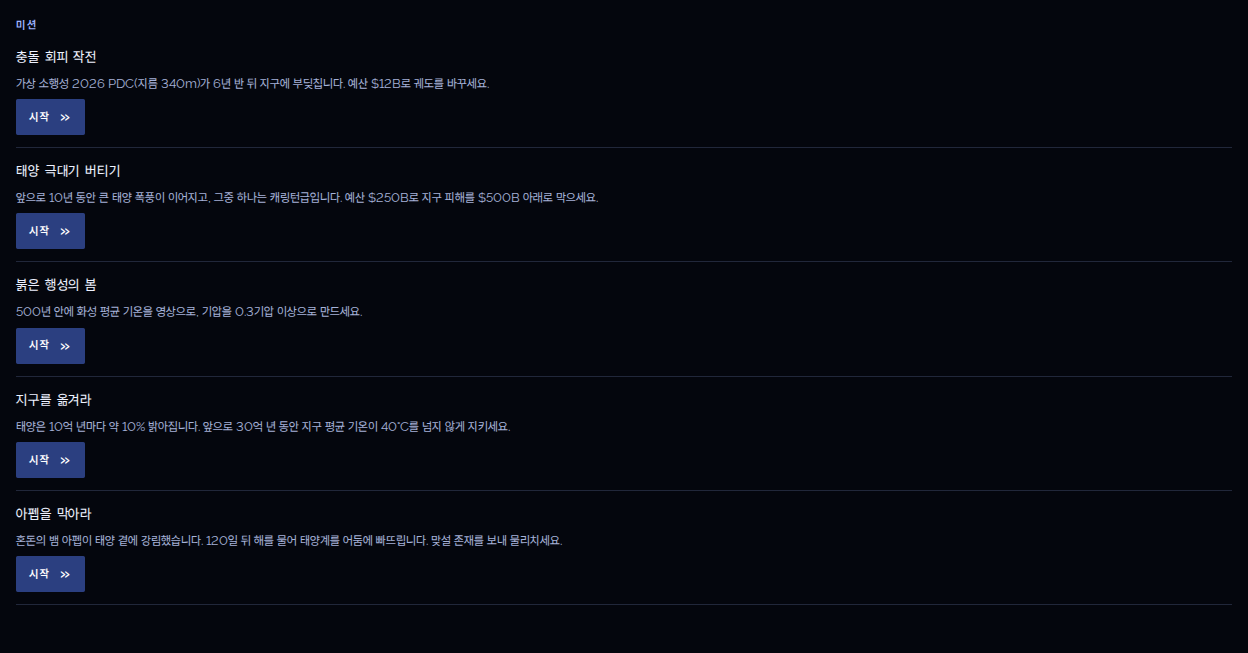 미션
충돌 회피 작전
가상 소행성 2026 PDC(지름 340m)가 6년 반 뒤 지구에 부딪칩니다. 예산 $12B로 궤도를 바꾸세요.
시작 »
태양 극대기 버티기
앞으로 10년 동안 큰 태양 폭풍이 이어지고, 그중 하나는 캐링턴급입니다. 예산 $250B로 지구 피해를 $500B 아래로 막으세요.
시작 »
붉은 행성의 봄
500년 안에 화성 평균 기온을 영상으로, 기압을 0.3기압 이상으로 만드세요.
시작 »
지구를 옮겨라
태양은 10억 년마다 약 10% 밝아집니다. 앞으로 30억 년 동안 지구 평균 기온이 40°C를 넘지 않게 지키세요.
시작 »
아펩을 막아라
혼돈의 뱀 아펩이 태양 곁에 강림했습니다. 120일 뒤 해를 물어 태양계를 어둠에 빠뜨립니다. 맞설 존재를 보내 물리치세요.
시작 »